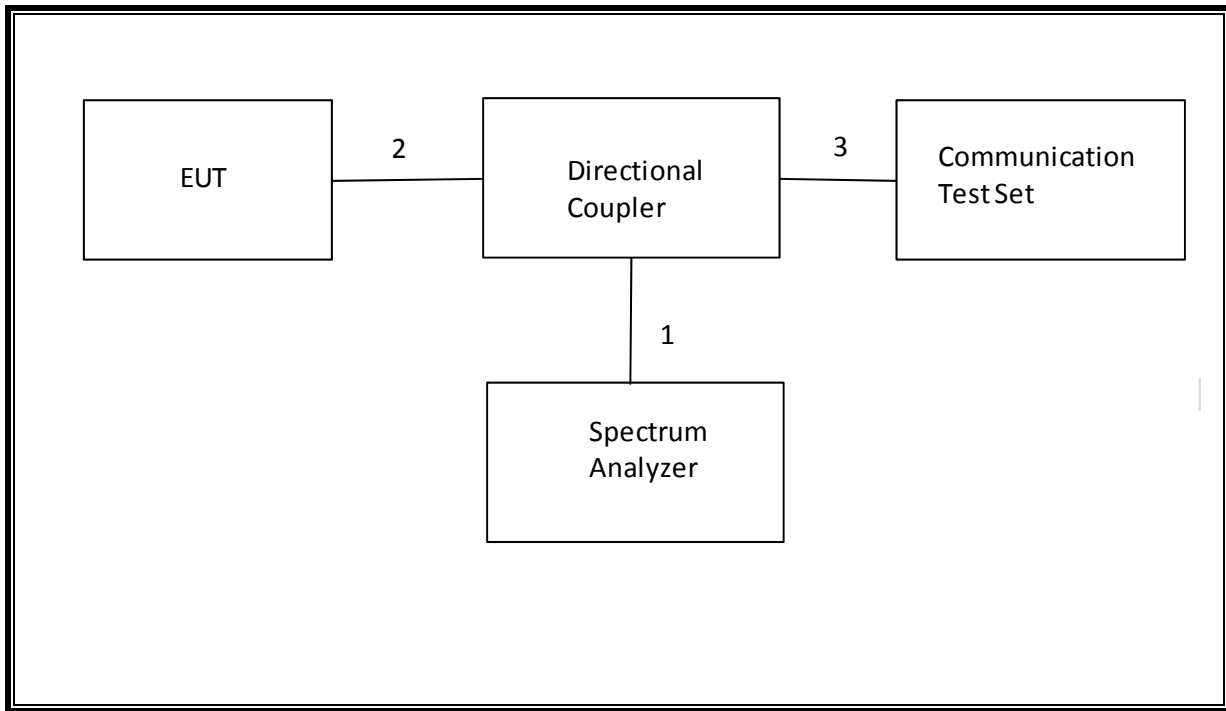 EUT
2
Directional
Coupler
3
Communication
Test Set
1
Spectrum
Analyzer